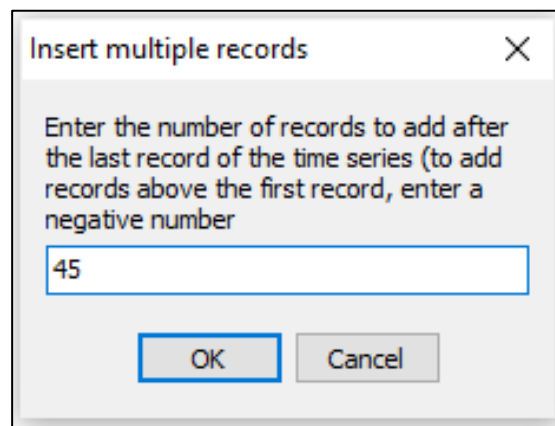 Insert multiple records
Enter the number of records to add after
the last record of the time series (to add
records above the first record, enter a
negative number
45
OK
Cancel